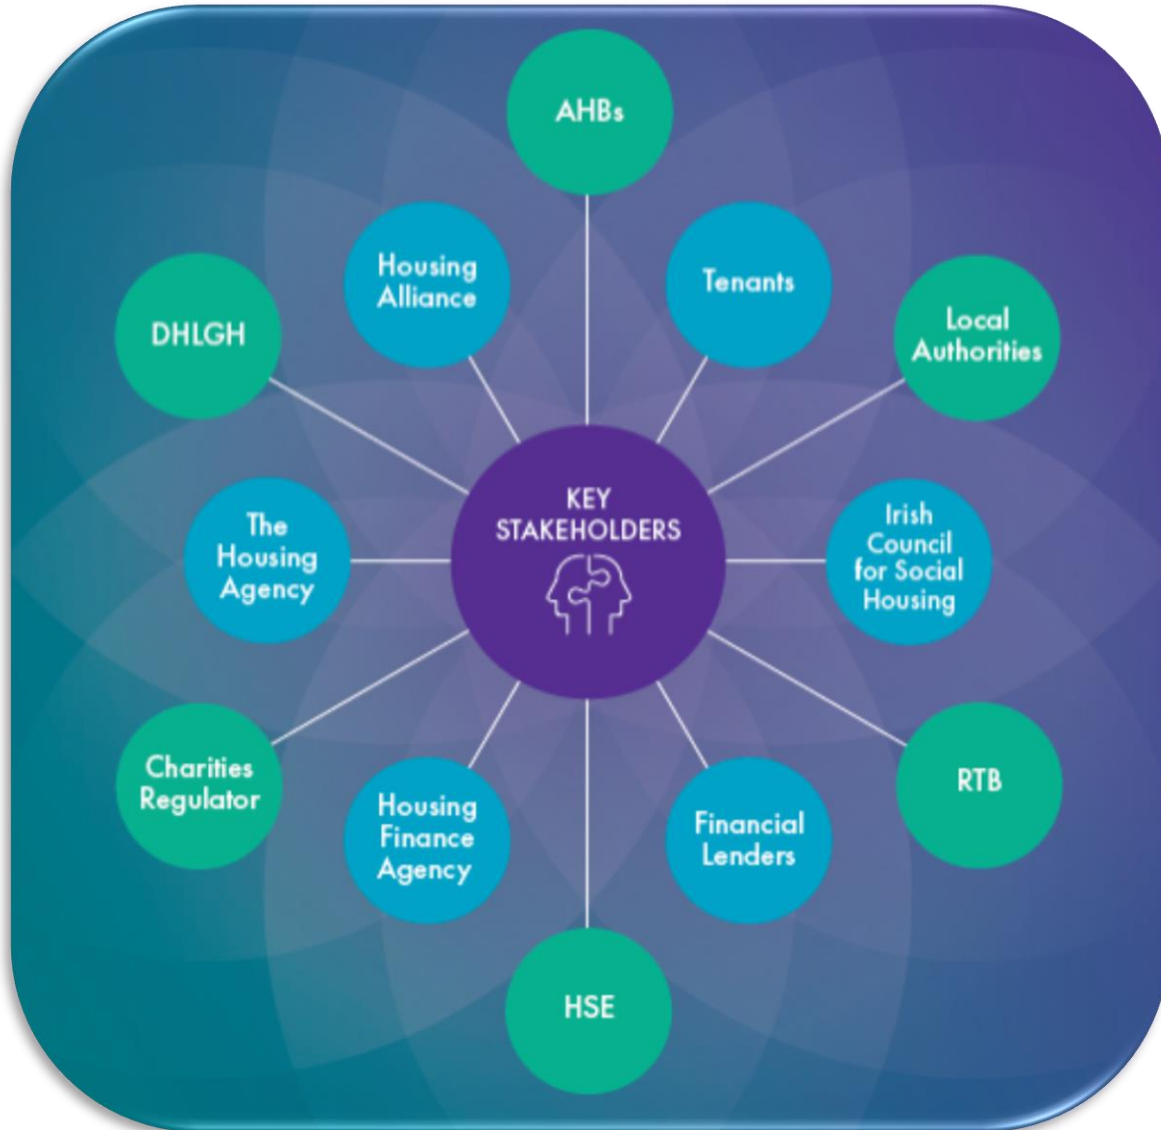 AHBs
Housing
Alliance
Tenants
DHLGH
Local
Authorities
KEY
STAKEHOLDERS
The
Housing
Agency
Irish
Council
for Social
Housing
Charities
Regulator
Housing
Finance
Agency
Financial
Lenders
RTB
HSE